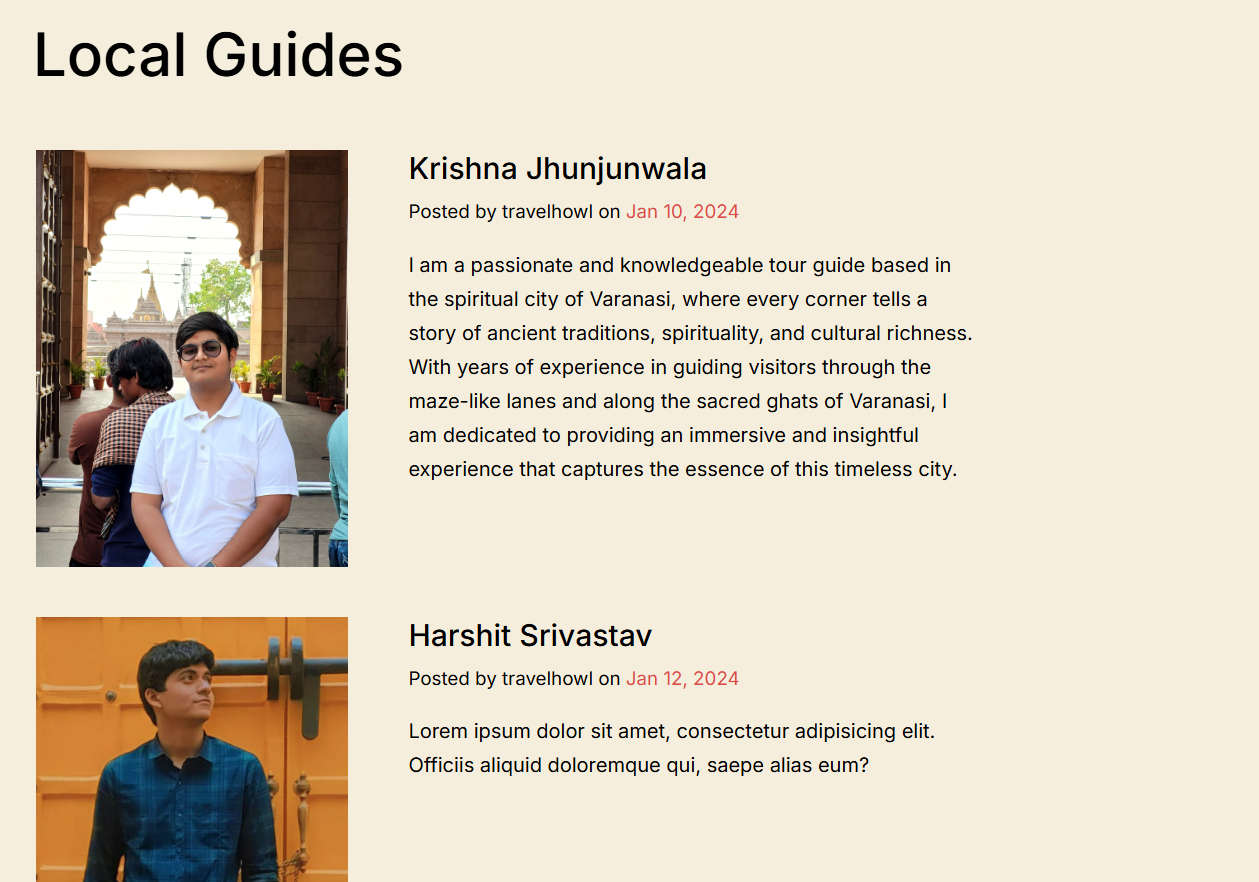 Local Guides
Krishna Jhunjunwala
Posted by travelhowl on Jan 10, 2024
I am a passionate and knowledgeable tour guide based in
the spiritual city of Varanasi, where every corner tells a
story of ancient traditions, spirituality, and cultural richness.
With years of experience in guiding visitors through the
maze-like lanes and along the sacred ghats of Varanasi, I
am dedicated to providing an immersive and insightful
experience that captures the essence of this timeless city.
Harshit Srivastav
Posted by travelhowl on Jan 12, 2024
Lorem ipsum dolor sit amet, consectetur adipisicing elit.
Officiis aliquid doloremque qui, saepe alias eum?